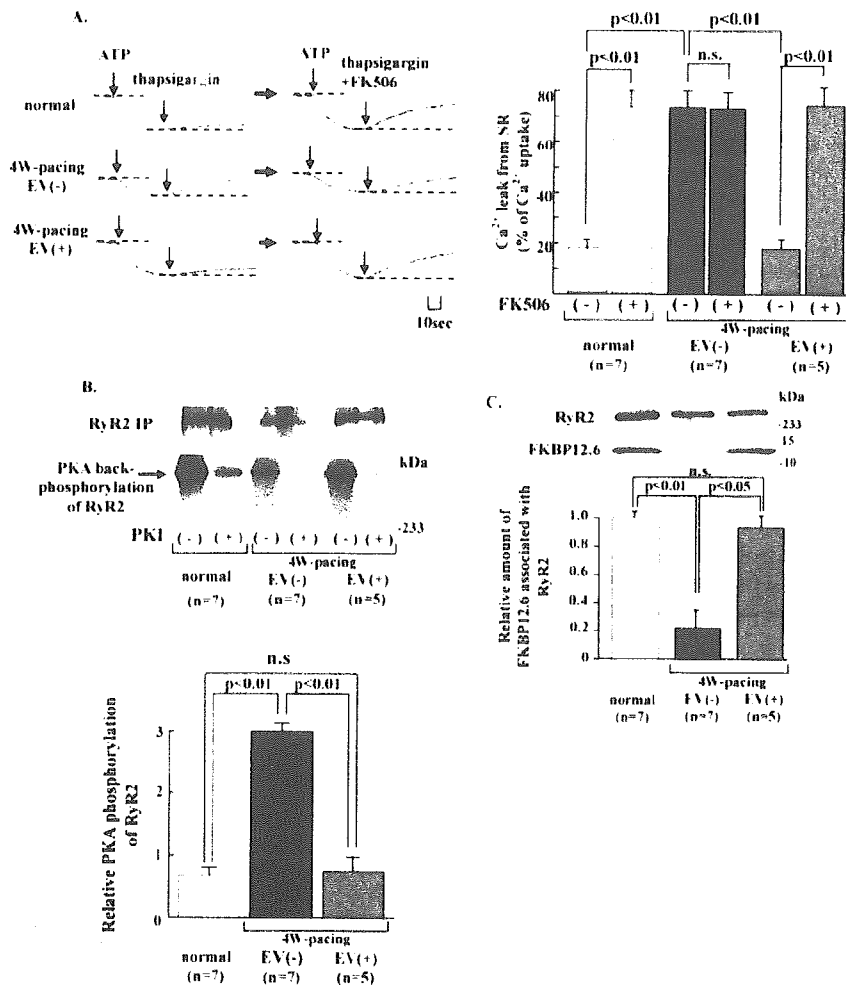 A.
ATP
thapsigargin
ATP
thapsigargin
+FK506
normal
4W-pacing
EV(-)
4W-pacing
EV(+)
10sec
p<0.01
p<0.01
p<0.01
n.s.
p<0.01
Ca2+ leak from SR
(% of Ca2+ uptake)
80
60
40
20
0
FK506
(-) (+) (-) (+) (-) (+)
4W-pacing
normal
(n=7)
EV(-)
(n=7)
EV(+)
(n=5)
B.
RyR2 IP
PKA back-
phosphorylation
of RyR2
kDa
-233
PKI
(-) (+) (-) (+) (-) (+)
4W-pacing
normal
(n=7)
EV(-)
(n=7)
EV(+)
(n=5)
n.s
p<0.01
p<0.01
Relative PKA phosphorylation
of RyR2
3
2
1
0
4W-pacing
normal
(n=7)
EV(-)
(n=7)
EV(+)
(n=5)
C.
kDa
RyR2
-233
FKBP12.6
15
-10
n.s.
p<0.01
p<0.05
Relative amount of
FKBP12.6 associated with
RyR2
1.0
0.8
0.6
0.4
0.2
0
4W-pacing
normal
(n=7)
EV(-)
(n=7)
EV(+)
(n=5)